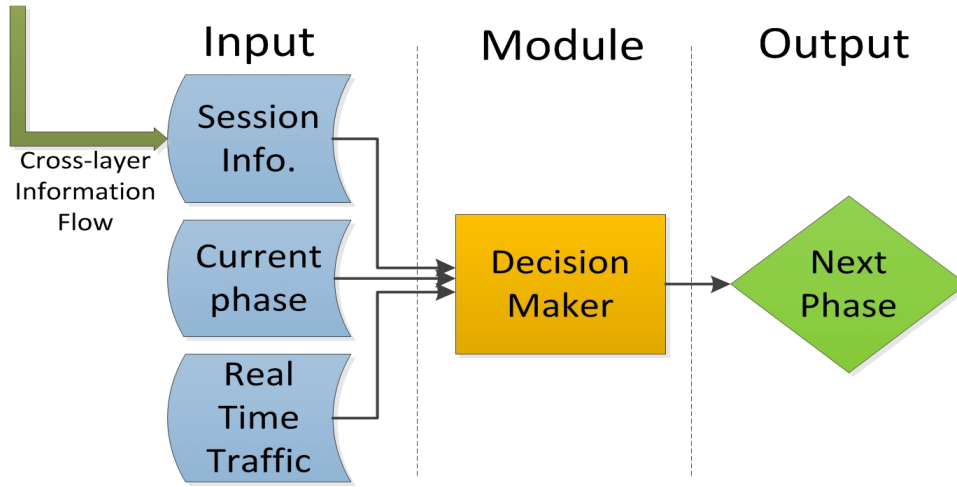 Input
Module
Output
Session
Info.
Cross-layer
Information
Flow
Current
phase
Decision
Maker
Next
Phase
Real
Time
Traffic